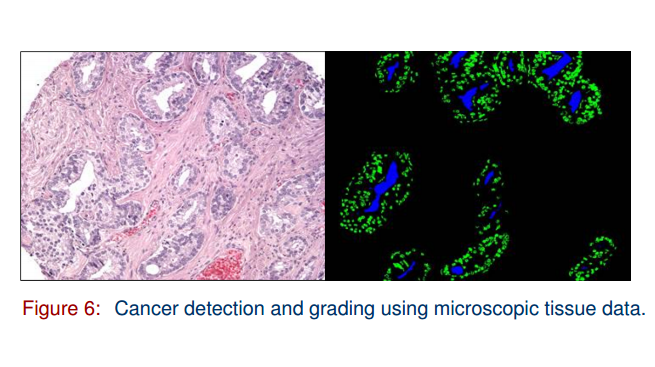 Figure 6: Cancer detection and grading using microscopic tissue data.